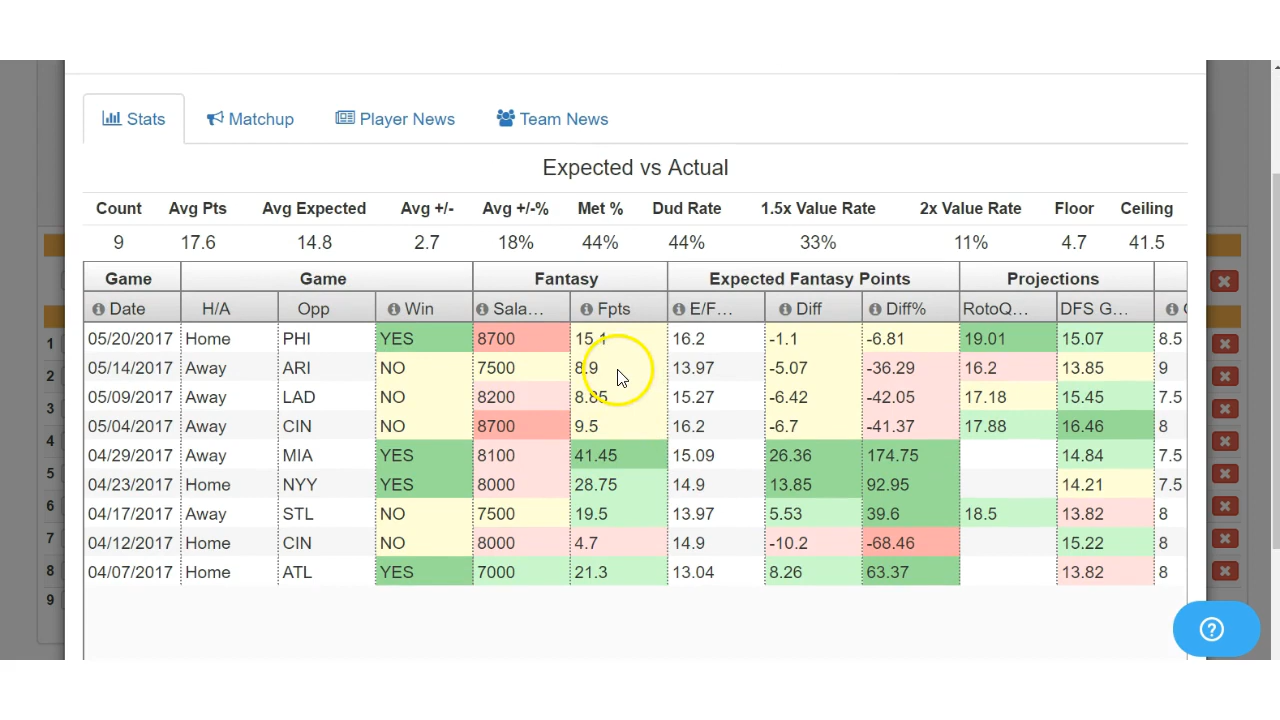 Stats Matchup Player News Team News
Expected vs Actual
Count Avg Pts Avg Expected Avg +/- Avg +/-% Met % Dud Rate 1.5x Value Rate 2x Value Rate Floor Ceiling
9 17.6 14.8 2.7 18% 44% 44% 33% 11% 4.7 41.5
Game Game Fantasy Expected Fantasy Points Projections
Date H/A Opp Win Sala... Fpts E/F... Diff Diff% RotoQ... DFS G...
05/20/2017 Home PHI YES 8700 15.1 16.2 -1.1 -6.81 19.01 15.07 8.5
05/14/2017 Away ARI NO 7500 8.9 13.97 -5.07 -36.29 16.2 13.85 9
05/09/2017 Away LAD NO 8200 8.85 15.27 -6.42 -42.05 17.18 15.45 7.5
05/04/2017 Away CIN NO 8700 9.5 16.2 -6.7 -41.37 17.88 16.46 8
04/29/2017 Away MIA YES 8100 41.45 15.09 26.36 174.75 14.84 7.5
04/23/2017 Home NYY YES 8000 28.75 14.9 13.85 92.95 14.21 7.5
04/17/2017 Away STL NO 7500 19.5 13.97 5.53 39.6 18.5 13.82 8
04/12/2017 Home CIN NO 8000 4.7 14.9 -10.2 -68.46 15.22 8
04/07/2017 Home ATL YES 7000 21.3 13.04 8.26 63.37 13.82 8
1
2
3
4
5
6
7
8
9